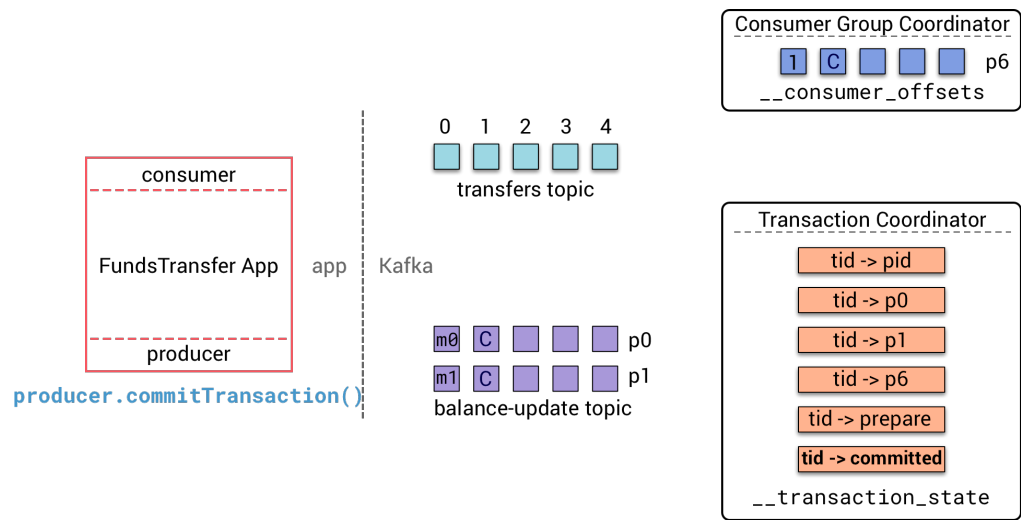 Consumer Group Coordinator
1 C p6
__consumer_offsets
0 1 2 3 4
transfers topic
consumer
FundsTransfer App
producer
producer.commitTransaction()
app
Kafka
m0 C p0
m1 C p1
balance-update topic
Transaction Coordinator
tid -> pid
tid -> p0
tid -> p1
tid -> p6
tid -> prepare
tid -> committed
__transaction_state